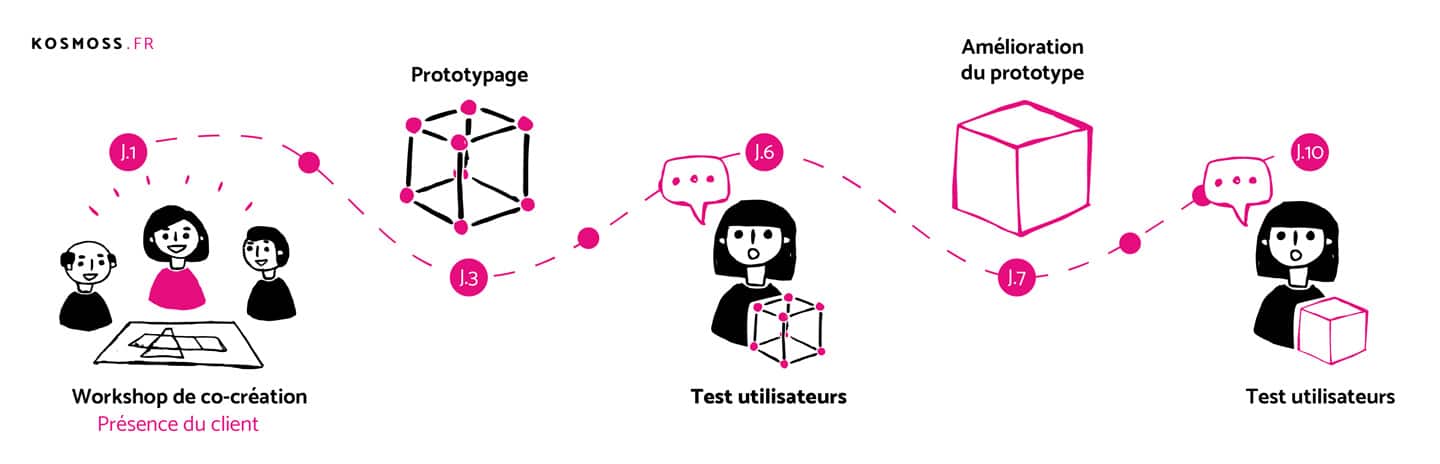 KOSMOSS.FR
J.1
Workshop de co-création
Présence du client
Prototypage
J.3
J.6
Test utilisateurs
Amélioration
du prototype
J.7
J.10
Test utilisateurs